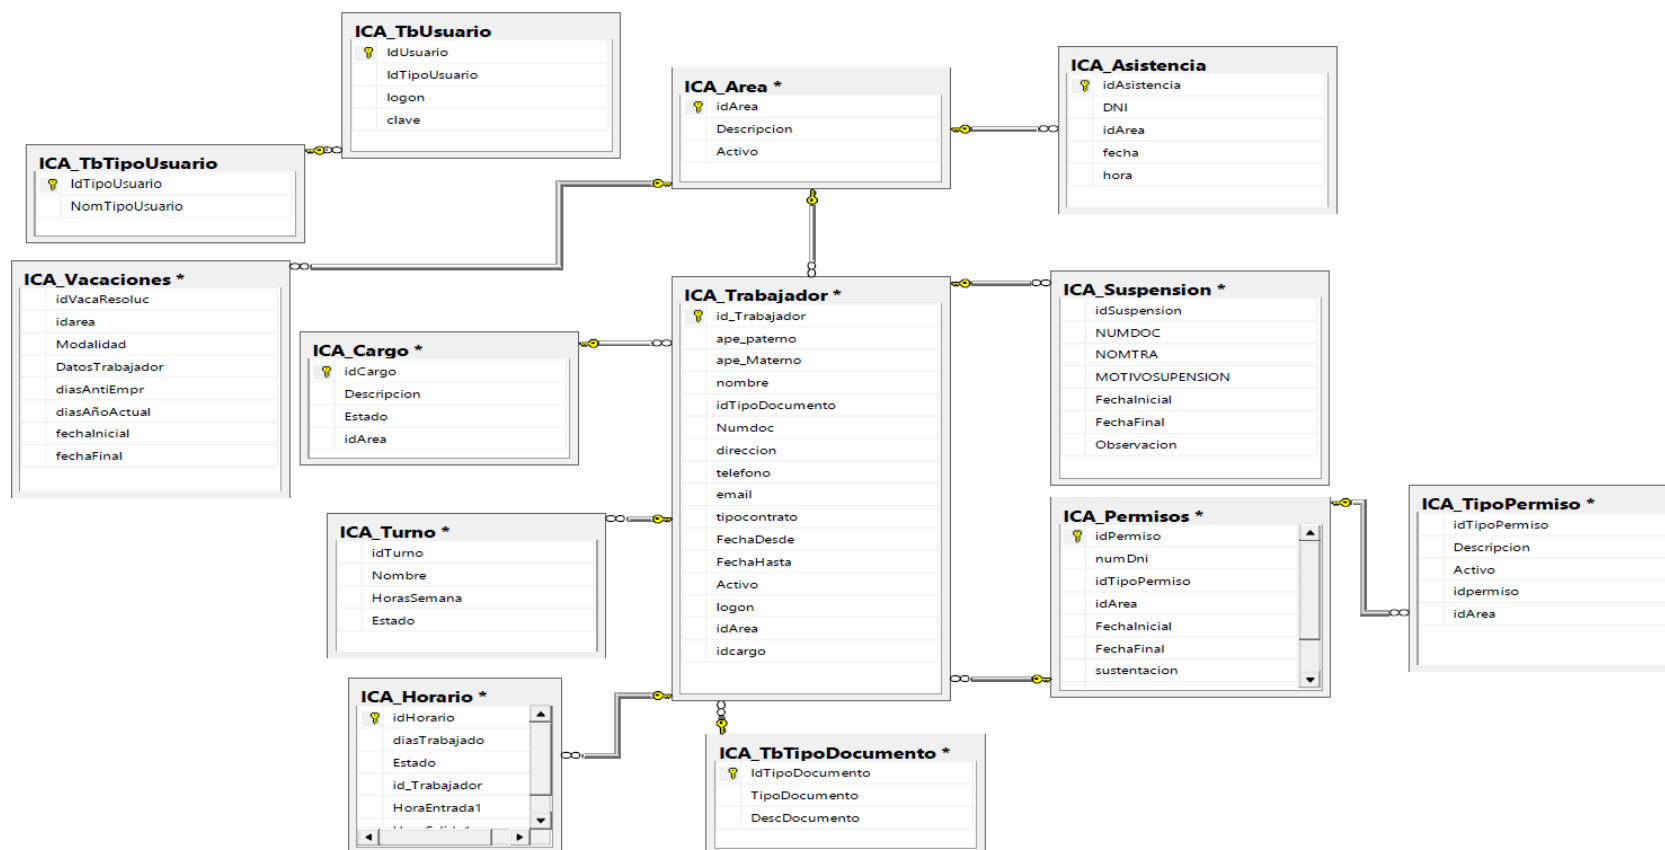 ICA_TbUsuario
IdUsuario
IdTipoUsuario
logon
clave
ICA_TbTipoUsuario
IdTipoUsuario
NomTipoUsuario
ICA_Area *
idArea
Descripcion
Activo
ICA_Asistencia
idAsistencia
DNI
idArea
fecha
hora
ICA_Vacaciones *
idVacaResoluc
idarea
Modalidad
DatosTrabajador
diasAntiEmpr
diasAñoActual
fechaInicial
fechaFinal
ICA_Cargo *
idCargo
Descripcion
Estado
idArea
ICA_Trabajador *
id_Trabajador
ape_paterno
ape_Materno
nombre
idTipoDocumento
Numdoc
direccion
telefono
email
tipocontrato
FechaDesde
FechaHasta
Activo
logon
idArea
idcargo
ICA_Suspension *
idSuspension
NUMDOC
NOMTRA
MOTIVOSUPENSION
FechaInicial
FechaFinal
Observacion
ICA_Turno *
idTurno
Nombre
HorasSemana
Estado
ICA_Permisos *
idPermiso
numDni
idTipoPermiso
idArea
FechaInicial
FechaFinal
sustentacion
ICA_TipoPermiso *
idTipoPermiso
Descripcion
Activo
idpermiso
idArea
ICA_Horario *
idHorario
diasTrabajado
Estado
id_Trabajador
HoraEntrada1
ICA_TbTipoDocumento *
IdTipoDocumento
TipoDocumento
DescDocumento